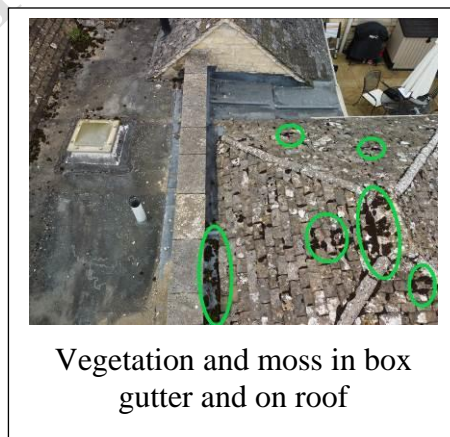 Vegetation and moss in box
gutter and on roof